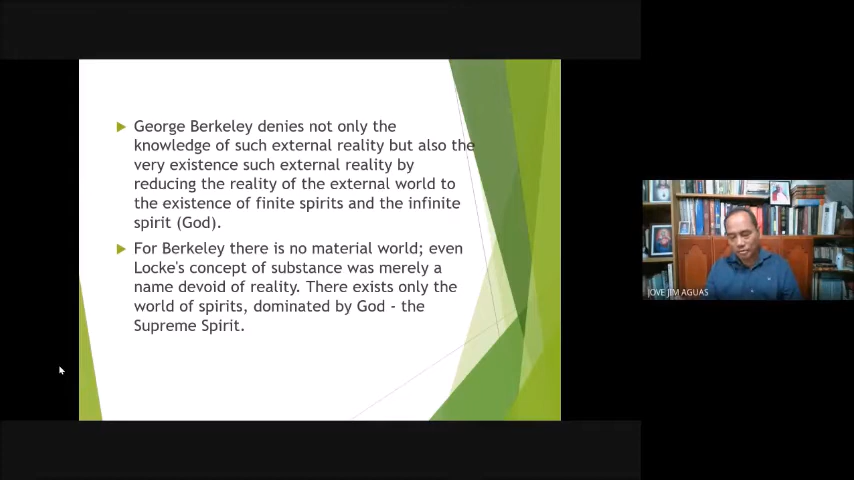 George Berkeley denies not only the
knowledge of such external reality but also the
very existence such external reality by
reducing the reality of the external world to
the existence of finite spirits and the infinite
spirit (God).
For Berkeley there is no material world; even
Locke's concept of substance was merely a
name devoid of reality. There exists only the
world of spirits, dominated by God - the
Supreme Spirit.
JOVE JIM AGUAS